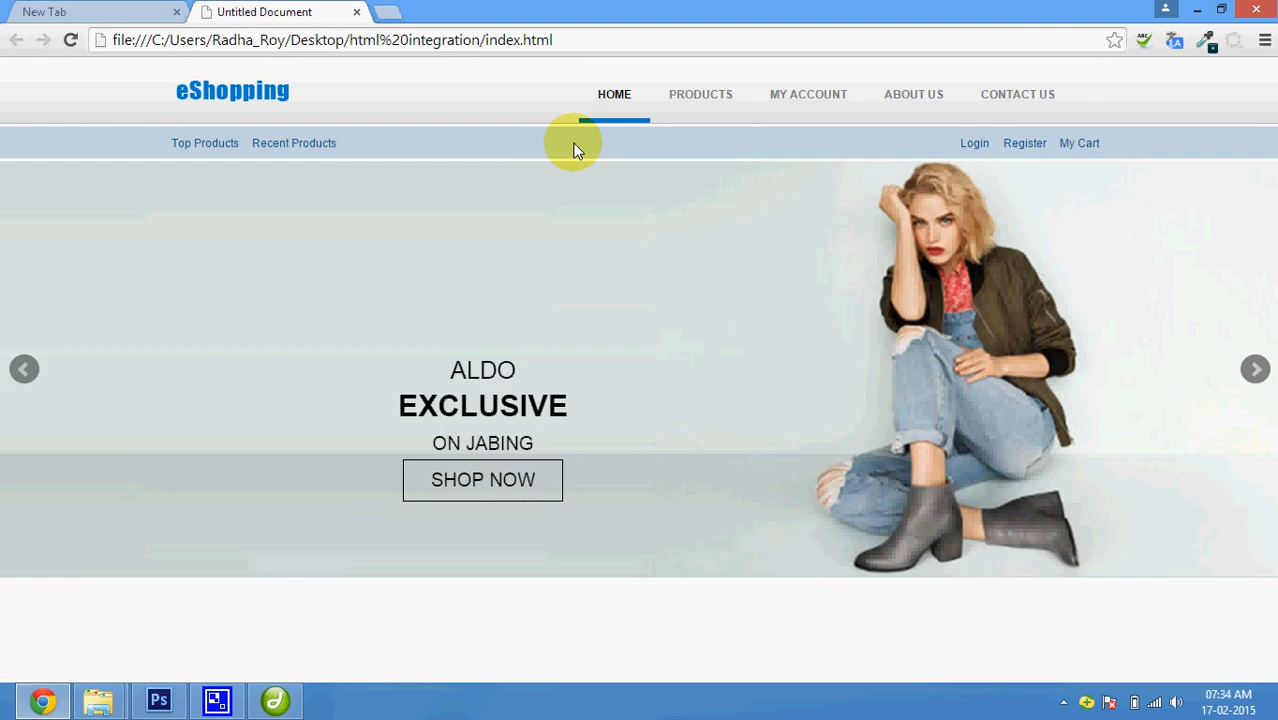 New Tab
Untitled Document
file:///C:/Users/Radha_Roy/Desktop/html%20integration/index.html
eShopping
HOME PRODUCTS MY ACCOUNT ABOUT US CONTACT US
Top Products Recent Products Login Register My Cart
ALDO
EXCLUSIVE
ON JABING
SHOP NOW
Ps
07:34 AM
17-02-2015